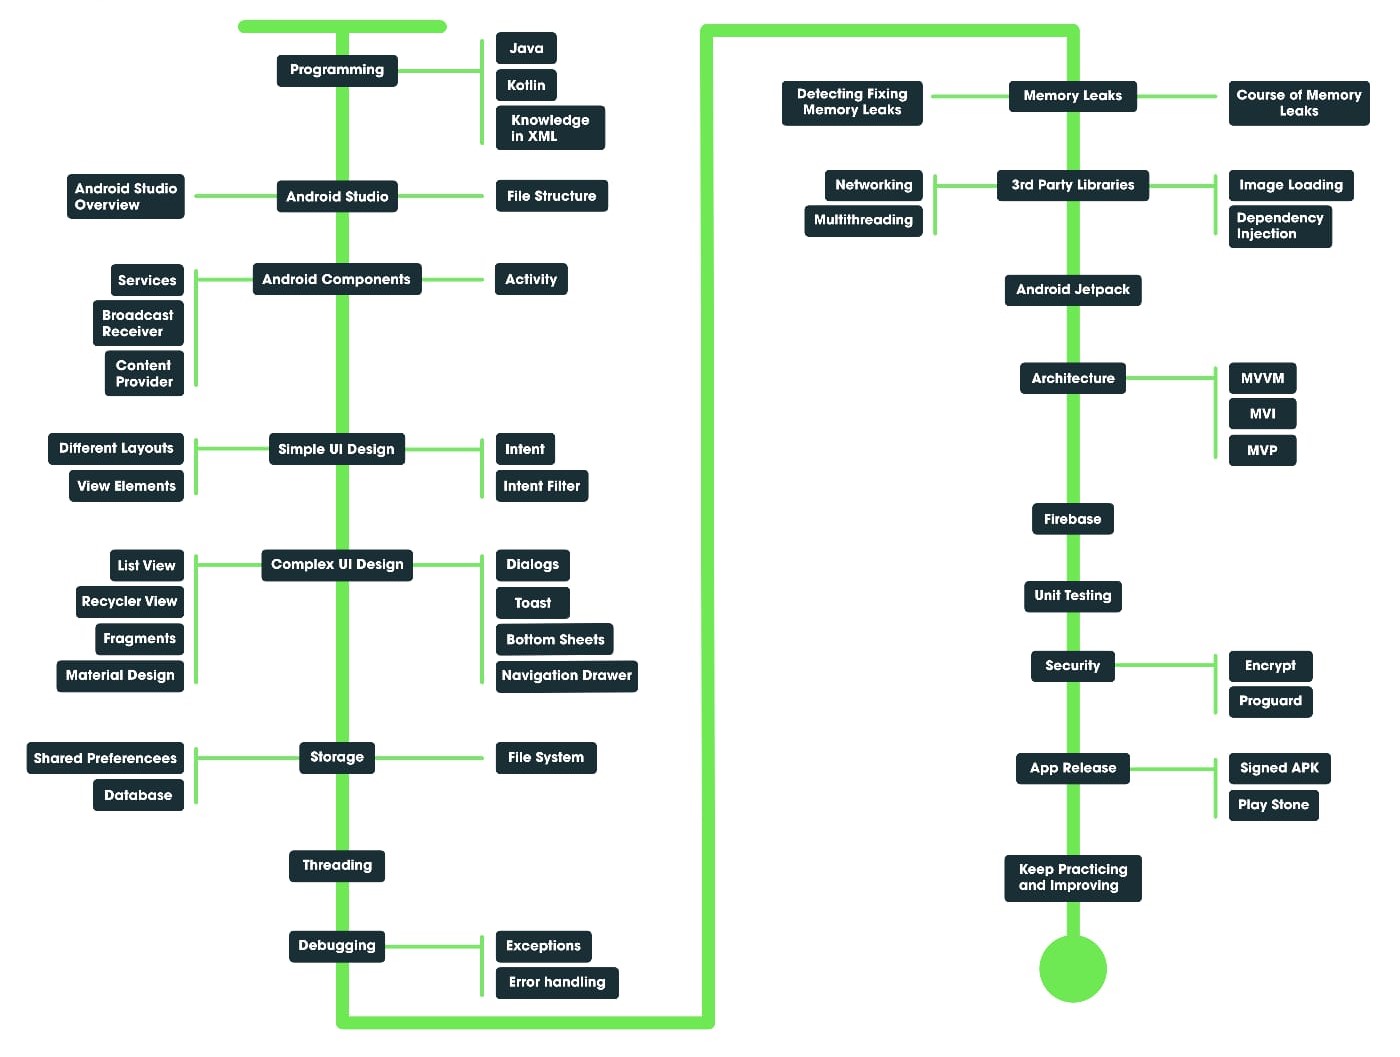 Programming
Java
Kotlin
Knowledge
in XML
Android Studio
Overview
Android Studio
File Structure
Services
Broadcast
Receiver
Content
Provider
Android Components
Activity
Different Layouts
View Elements
Simple UI Design
Intent
Intent Filter
List View
Recycler View
Fragments
Material Design
Complex UI Design
Dialogs
Toast
Bottom Sheets
Navigation Drawer
Shared Preferencees
Database
Storage
File System
Threading
Debugging
Exceptions
Error handling
Detecting Fixing
Memory Leaks
Memory Leaks
Course of Memory
Leaks
Networking
Multithreading
3rd Party Libraries
Image Loading
Dependency
Injection
Android Jetpack
Architecture
MVVM
MVI
MVP
Firebase
Unit Testing
Security
Encrypt
Proguard
App Release
Signed APK
Play Stone
Keep Practicing
and Improving